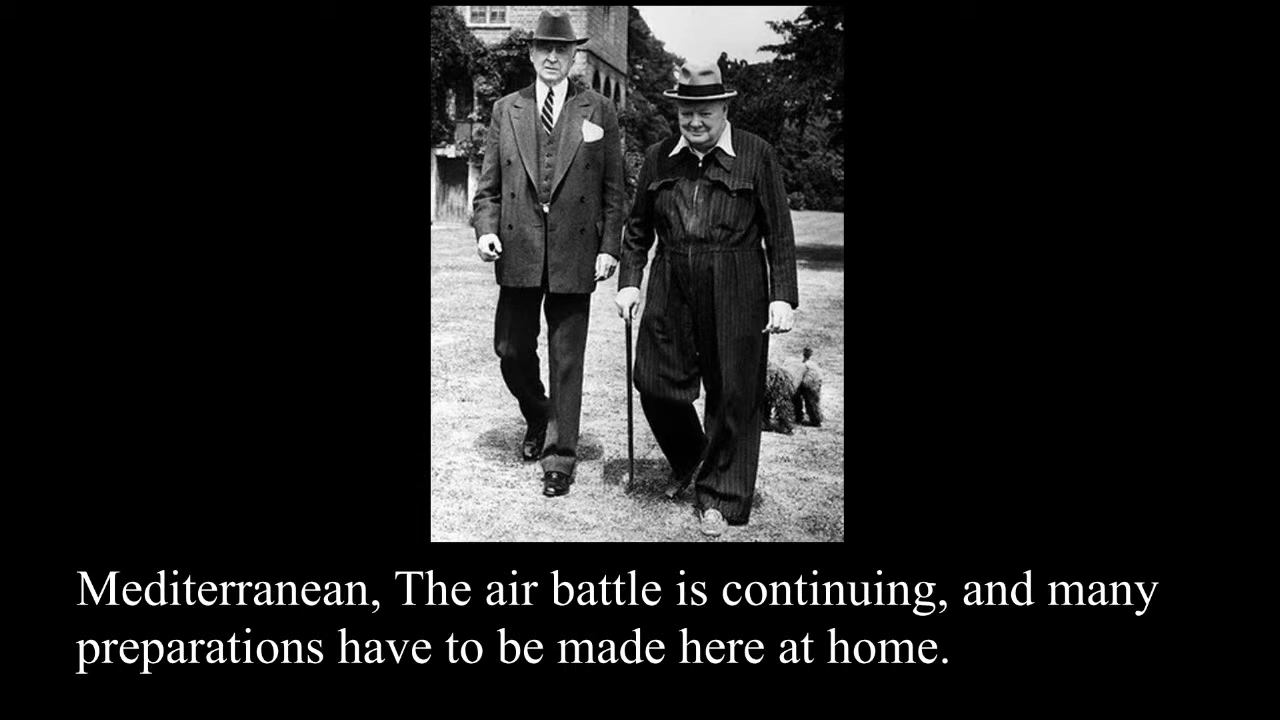 Mediterranean, The air battle is continuing, and many
preparations have to be made here at home.